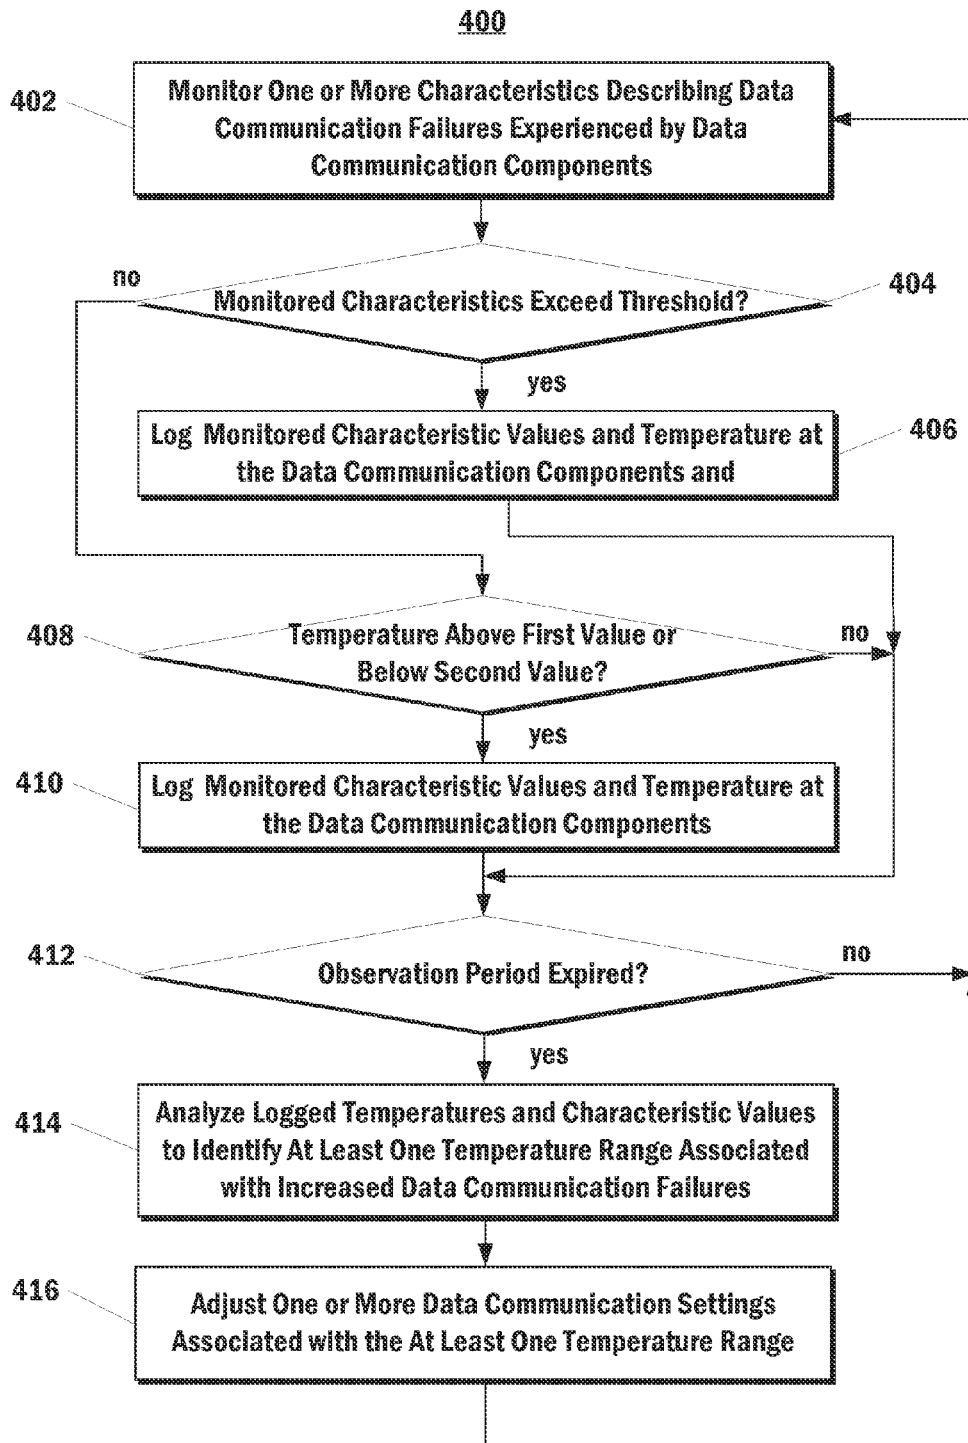 400
402
Monitor One or More Characteristics Describing Data
Communication Failures Experienced by Data
Communication Components
no
404
Monitored Characteristics Exceed Threshold?
yes
Log Monitored Characteristic Values and Temperature at
the Data Communication Components and
406
408
Temperature Above First Value or
Below Second Value?
no
yes
410
Log Monitored Characteristic Values and Temperature at
the Data Communication Components
412
Observation Period Expired?
no
yes
414
Analyze Logged Temperatures and Characteristic Values
to Identify At Least One Temperature Range Associated
with Increased Data Communication Failures
416
Adjust One or More Data Communication Settings
Associated with the At Least One Temperature Range